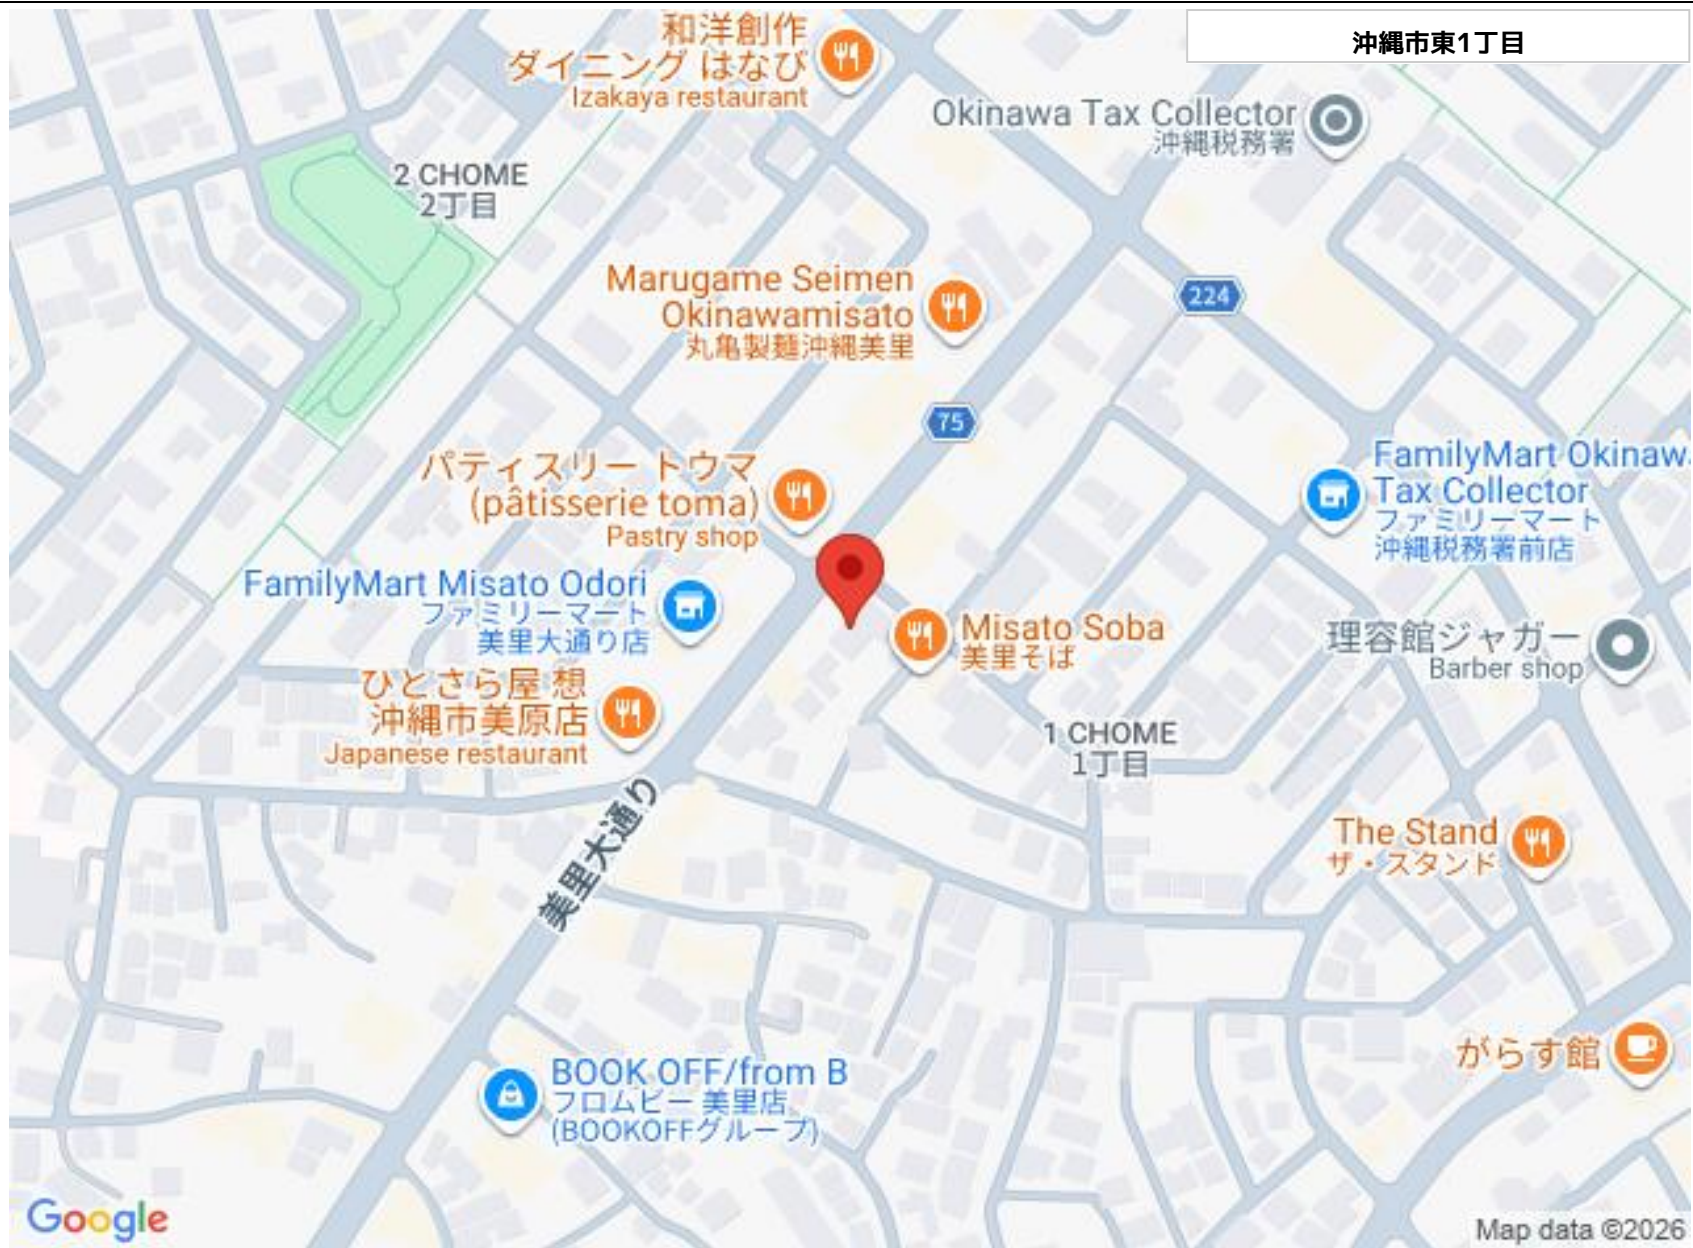 沖縄市東1丁目
和洋創作
ダイニング はなび
Izakaya restaurant
Okinawa Tax Collector
沖縄税務署
2 CHOME
2丁目
Marugame Seimen
Okinawamisato
丸亀製麺沖縄美里
224
75
パティスリー トウマ
(pâtisserie toma)
Pastry shop
FamilyMart Okinaw
Tax Collector
ファミリーマート
沖縄税務署前店
FamilyMart Misato Odori
ファミリーマート
美里大通り店
Misato Soba
美里そば
理容館ジャガー
Barber shop
ひとさら屋 想
沖縄市美原店
Japanese restaurant
1 CHOME
1丁目
美里大通り
The Stand
ザ・スタンド
がらす館
BOOK OFF/from B
フロムビー 美里店
(BOOKOFFグループ)
Google
Map data ©2026